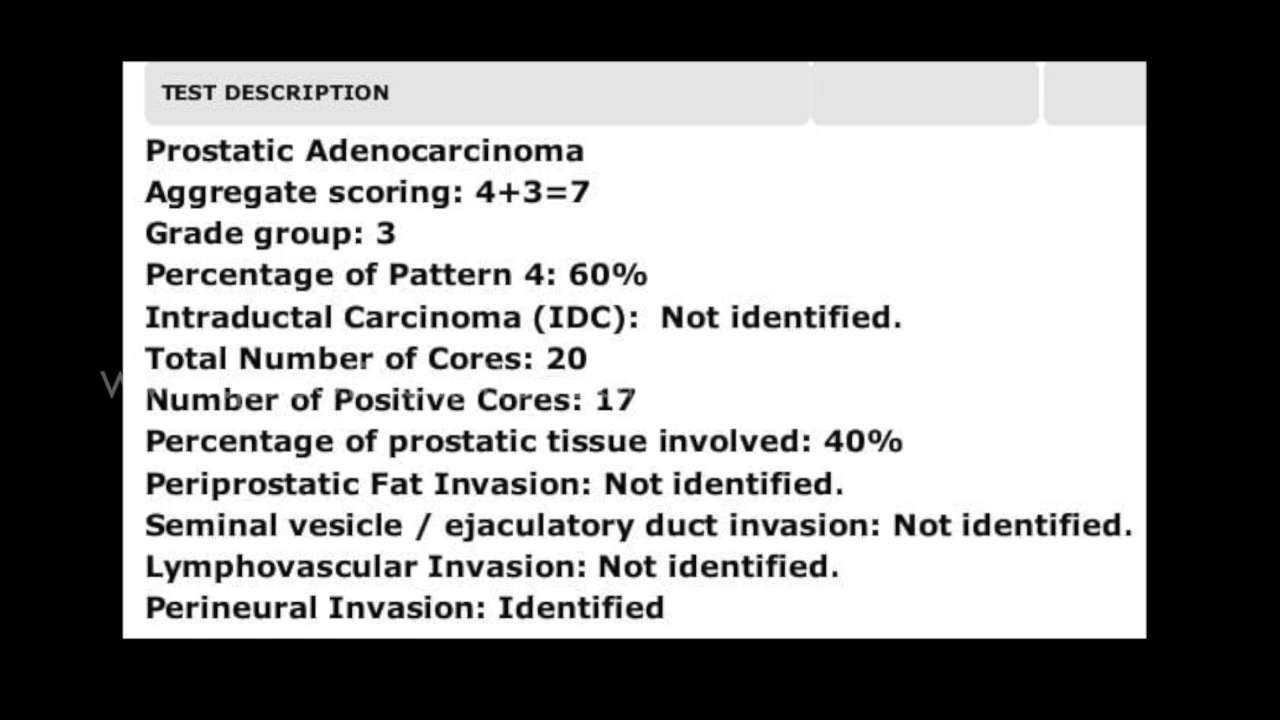 TEST DESCRIPTION
Prostatic Adenocarcinoma
Aggregate scoring: 4+3=7
Grade group: 3
Percentage of Pattern 4: 60%
Intraductal Carcinoma (IDC):  Not identified.
Total Number of Cores: 20
Number of Positive Cores: 17
Percentage of prostatic tissue involved: 40%
Periprostatic Fat Invasion: Not identified.
Seminal vesicle / ejaculatory duct invasion: Not identified.
Lymphovascular Invasion: Not identified.
Perineural Invasion: Identified